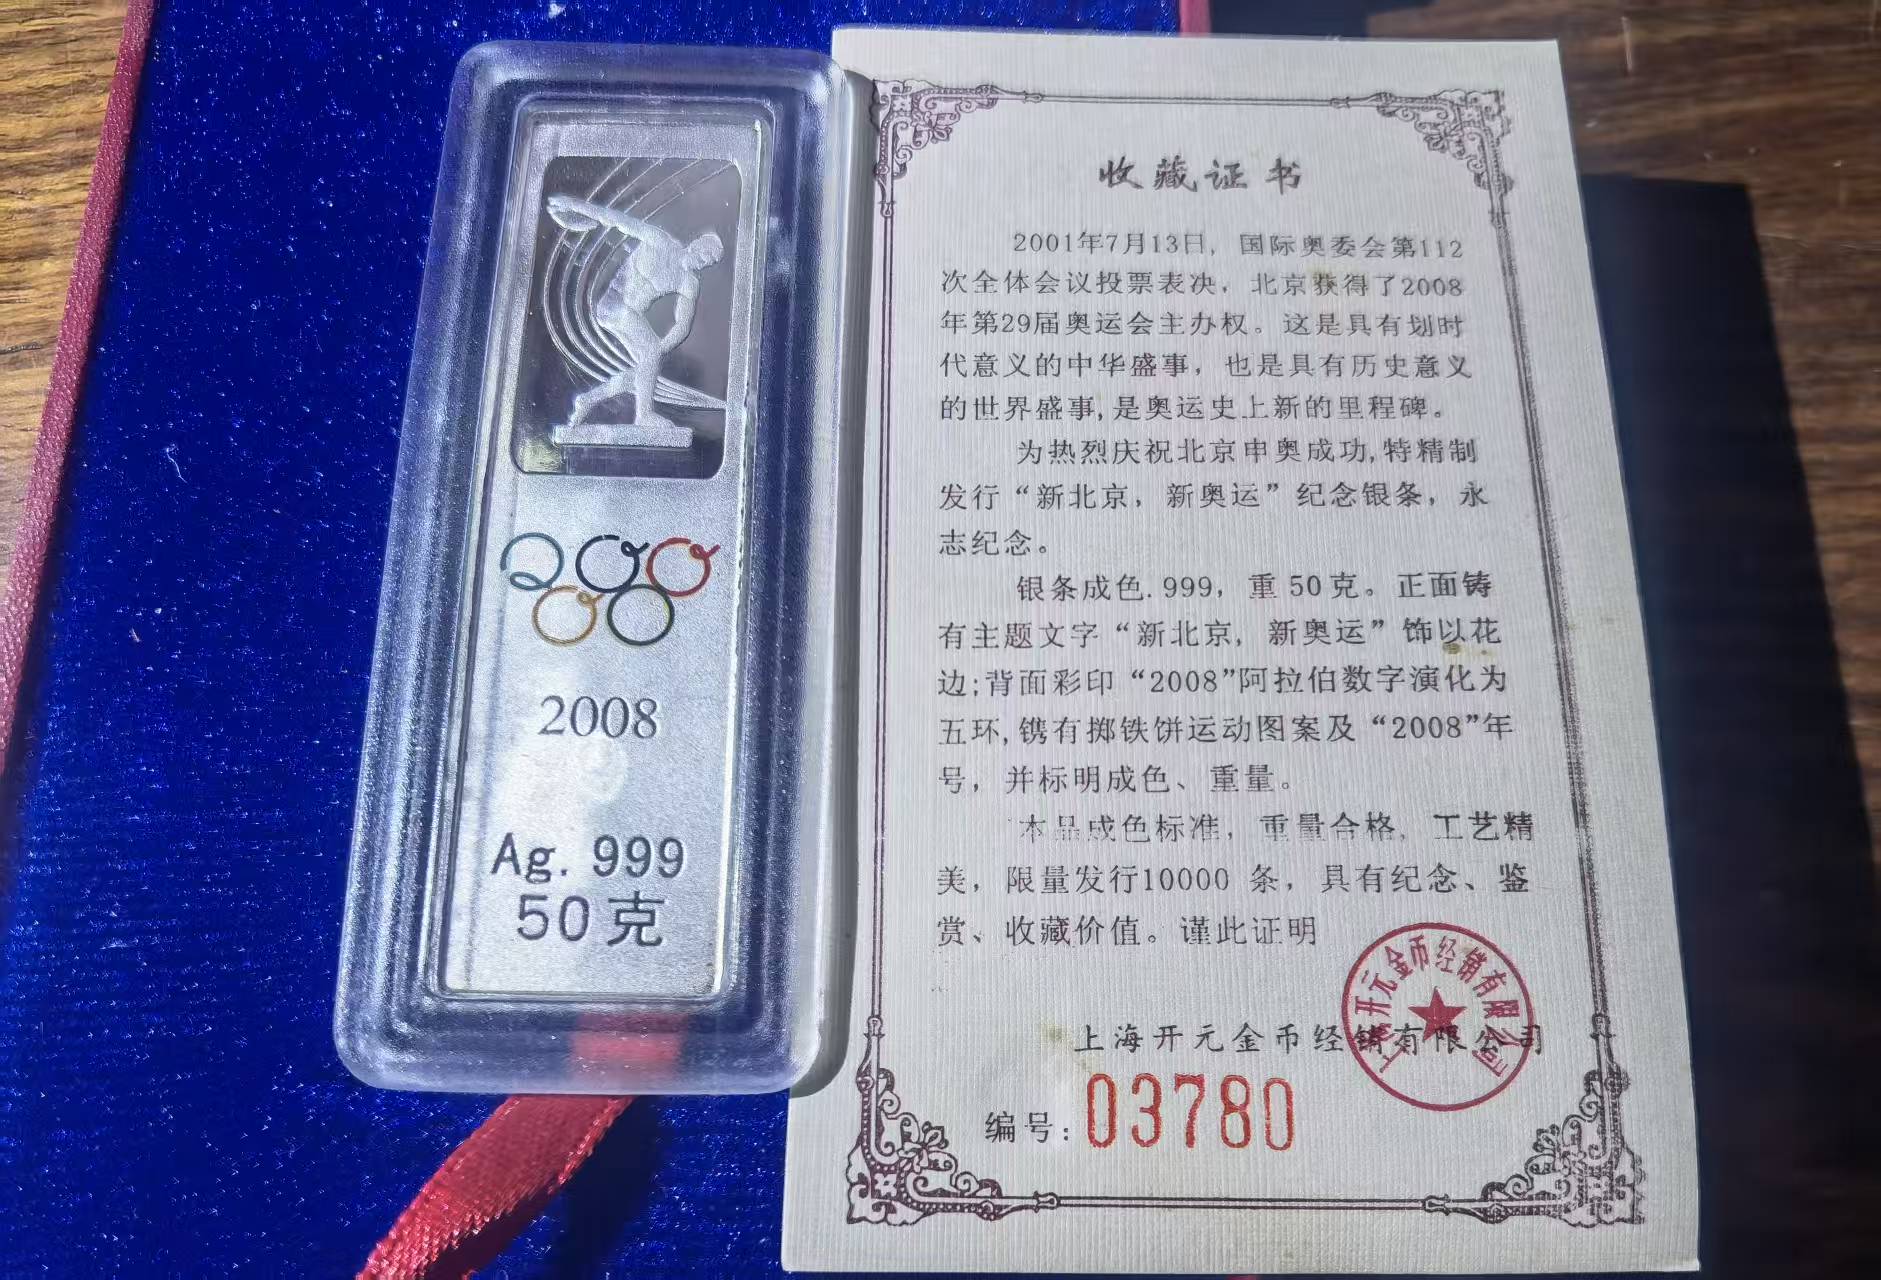 2008
Ag. 999
50克
收藏证书
2001年7月13日，国际奥委会第112
次全体会议投票表决，北京获得了2008
年第29届奥运会主办权。这是具有划时
代意义的中华盛事，也是具有历史意义
的世界盛事,是奥运史上新的里程碑。
为热烈庆祝北京申奥成功,特精制
发行“新北京，新奥运”纪念银条，永
志纪念。
银条成色.999，重50克。正面铸
有主题文字“新北京，新奥运”饰以花
边;背面彩印“2008”阿拉伯数字演化为
五环,镌有掷铁饼运动图案及“2008”年
号，并标明成色、重量。
本品成色标准，重量合格，工艺精
美，限量发行10000 条，具有纪念、鉴
赏、收藏价值。谨此证明
上海开元金币经销有限公司
上海开元金币经销有限公司
编号:03780